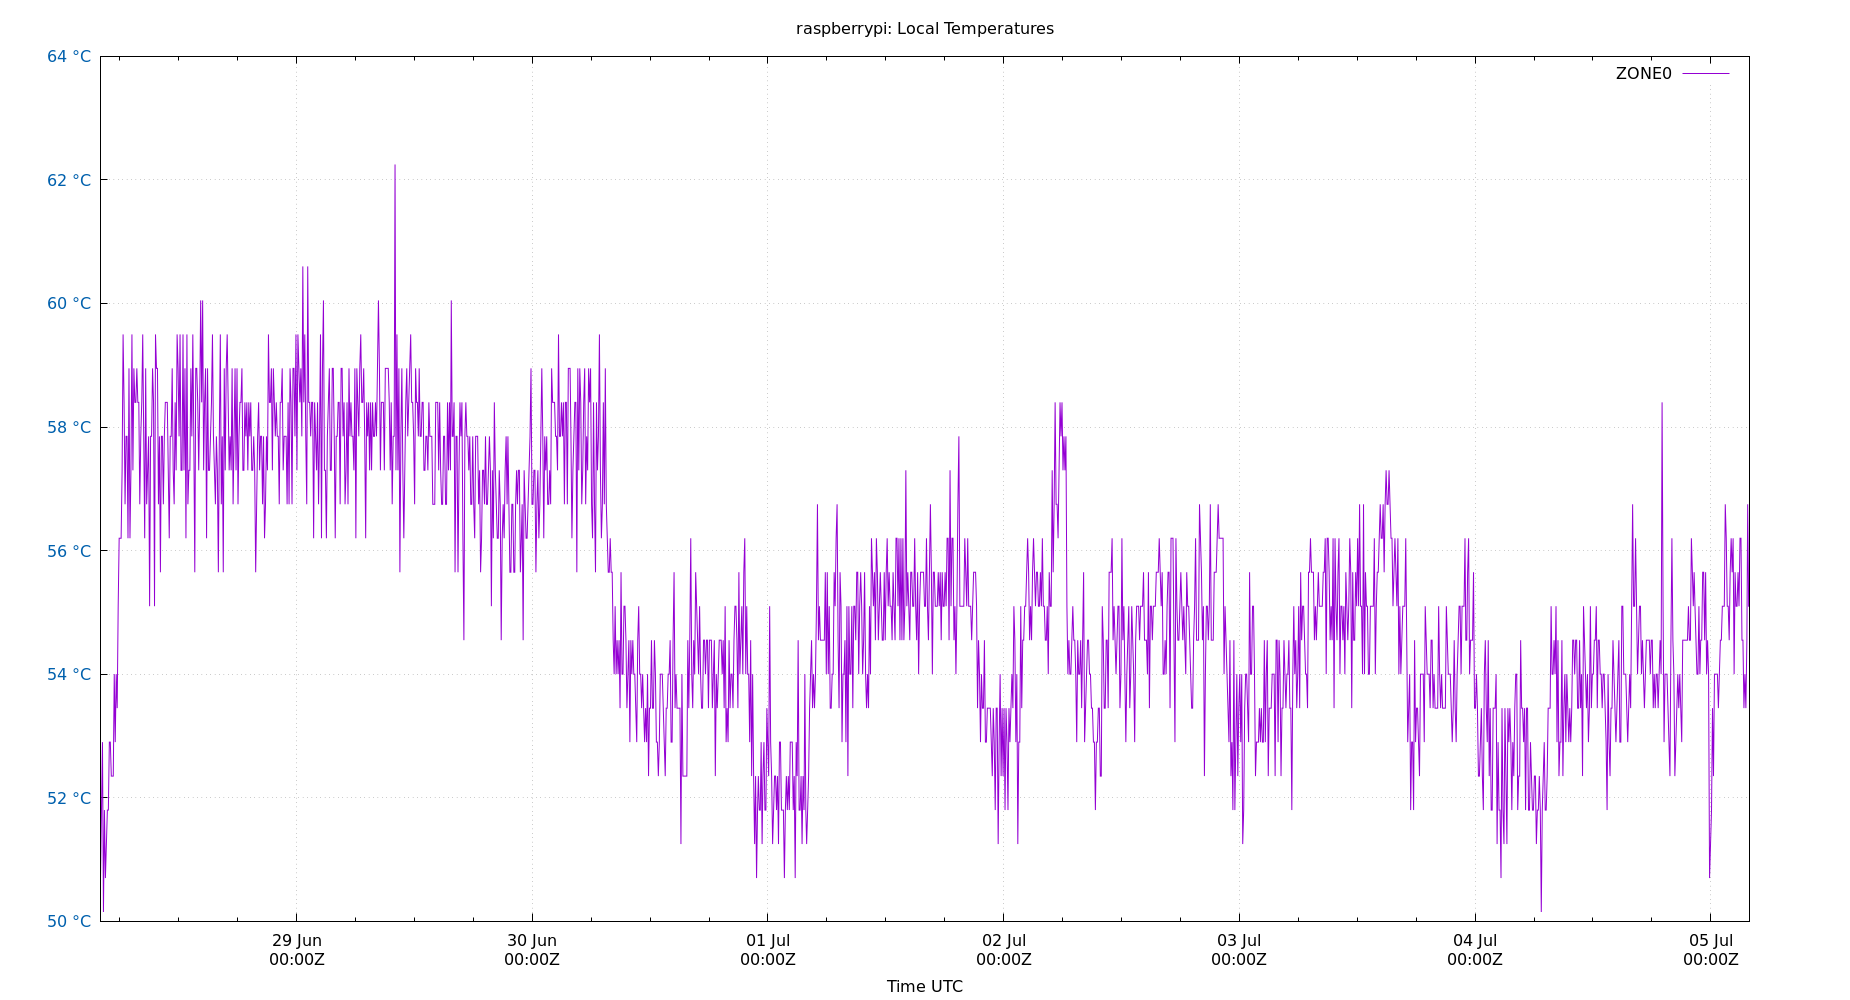 raspberrypi: Local Temperatures
64 °C
ZONE0
62 °C
60 °C
58 °C
56 °C
54 °C
52 °C
50 °C
29 Jun 30 Jun 01 Jul 02 Jul 03 Jul 04 Jul 05 Jul
00:00Z 00:00Z 00:00Z 00:00Z 00:00Z 00:00Z 00:00Z
Time UTC